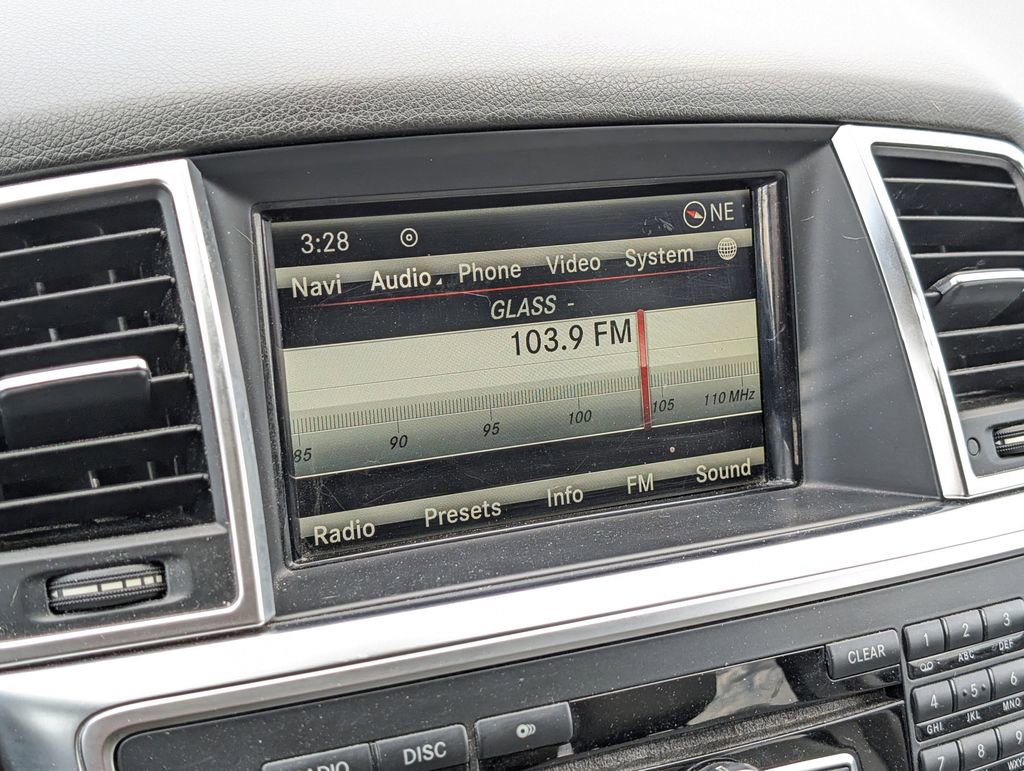 3:28 NE
Navi Audio Phone Video System
GLASS -
103.9 FM
85 90 95 100 105 110 MHz
Radio Presets Info FM Sound
CLEAR
1 2 3
ABC DEF
4 5 6
GHI JKL MNO
7 8 9
DISC